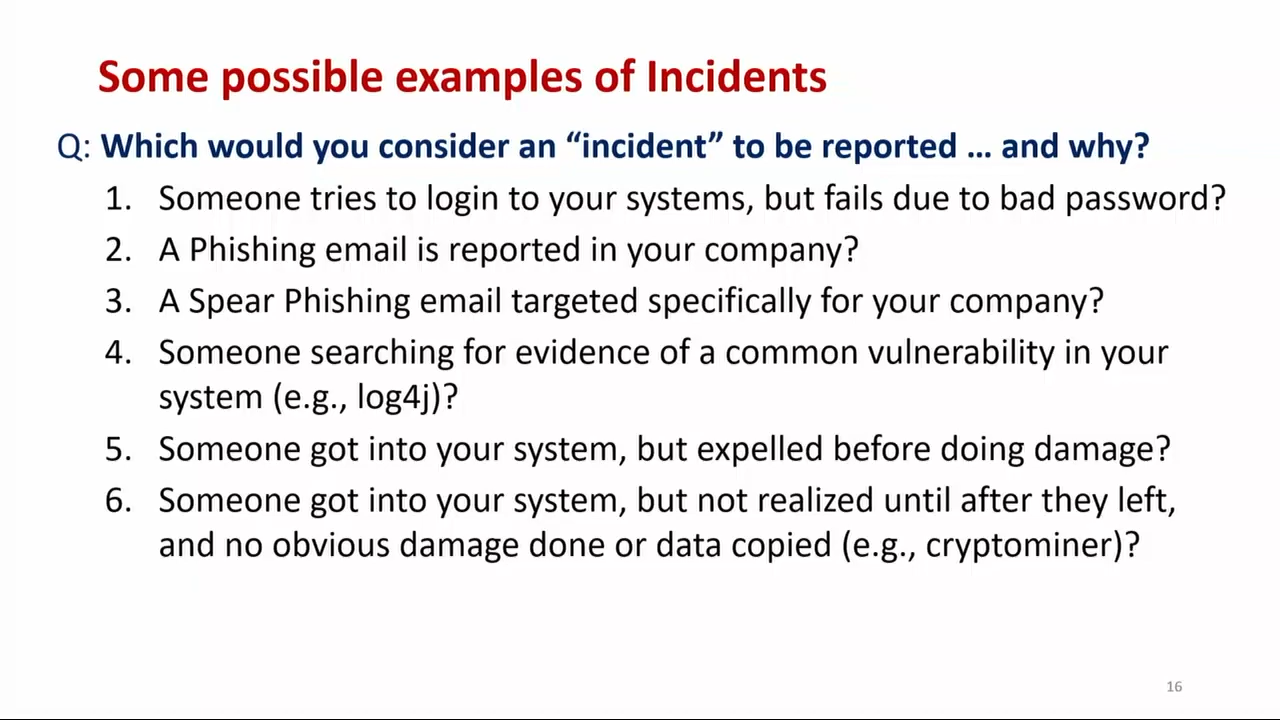 Some possible examples of Incidents
Q: Which would you consider an “incident” to be reported … and why?
1. Someone tries to login to your systems, but fails due to bad password?
2. A Phishing email is reported in your company?
3. A Spear Phishing email targeted specifically for your company?
4. Someone searching for evidence of a common vulnerability in your
system (e.g., log4j)?
5. Someone got into your system, but expelled before doing damage?
6. Someone got into your system, but not realized until after they left,
and no obvious damage done or data copied (e.g., cryptominer)?
16